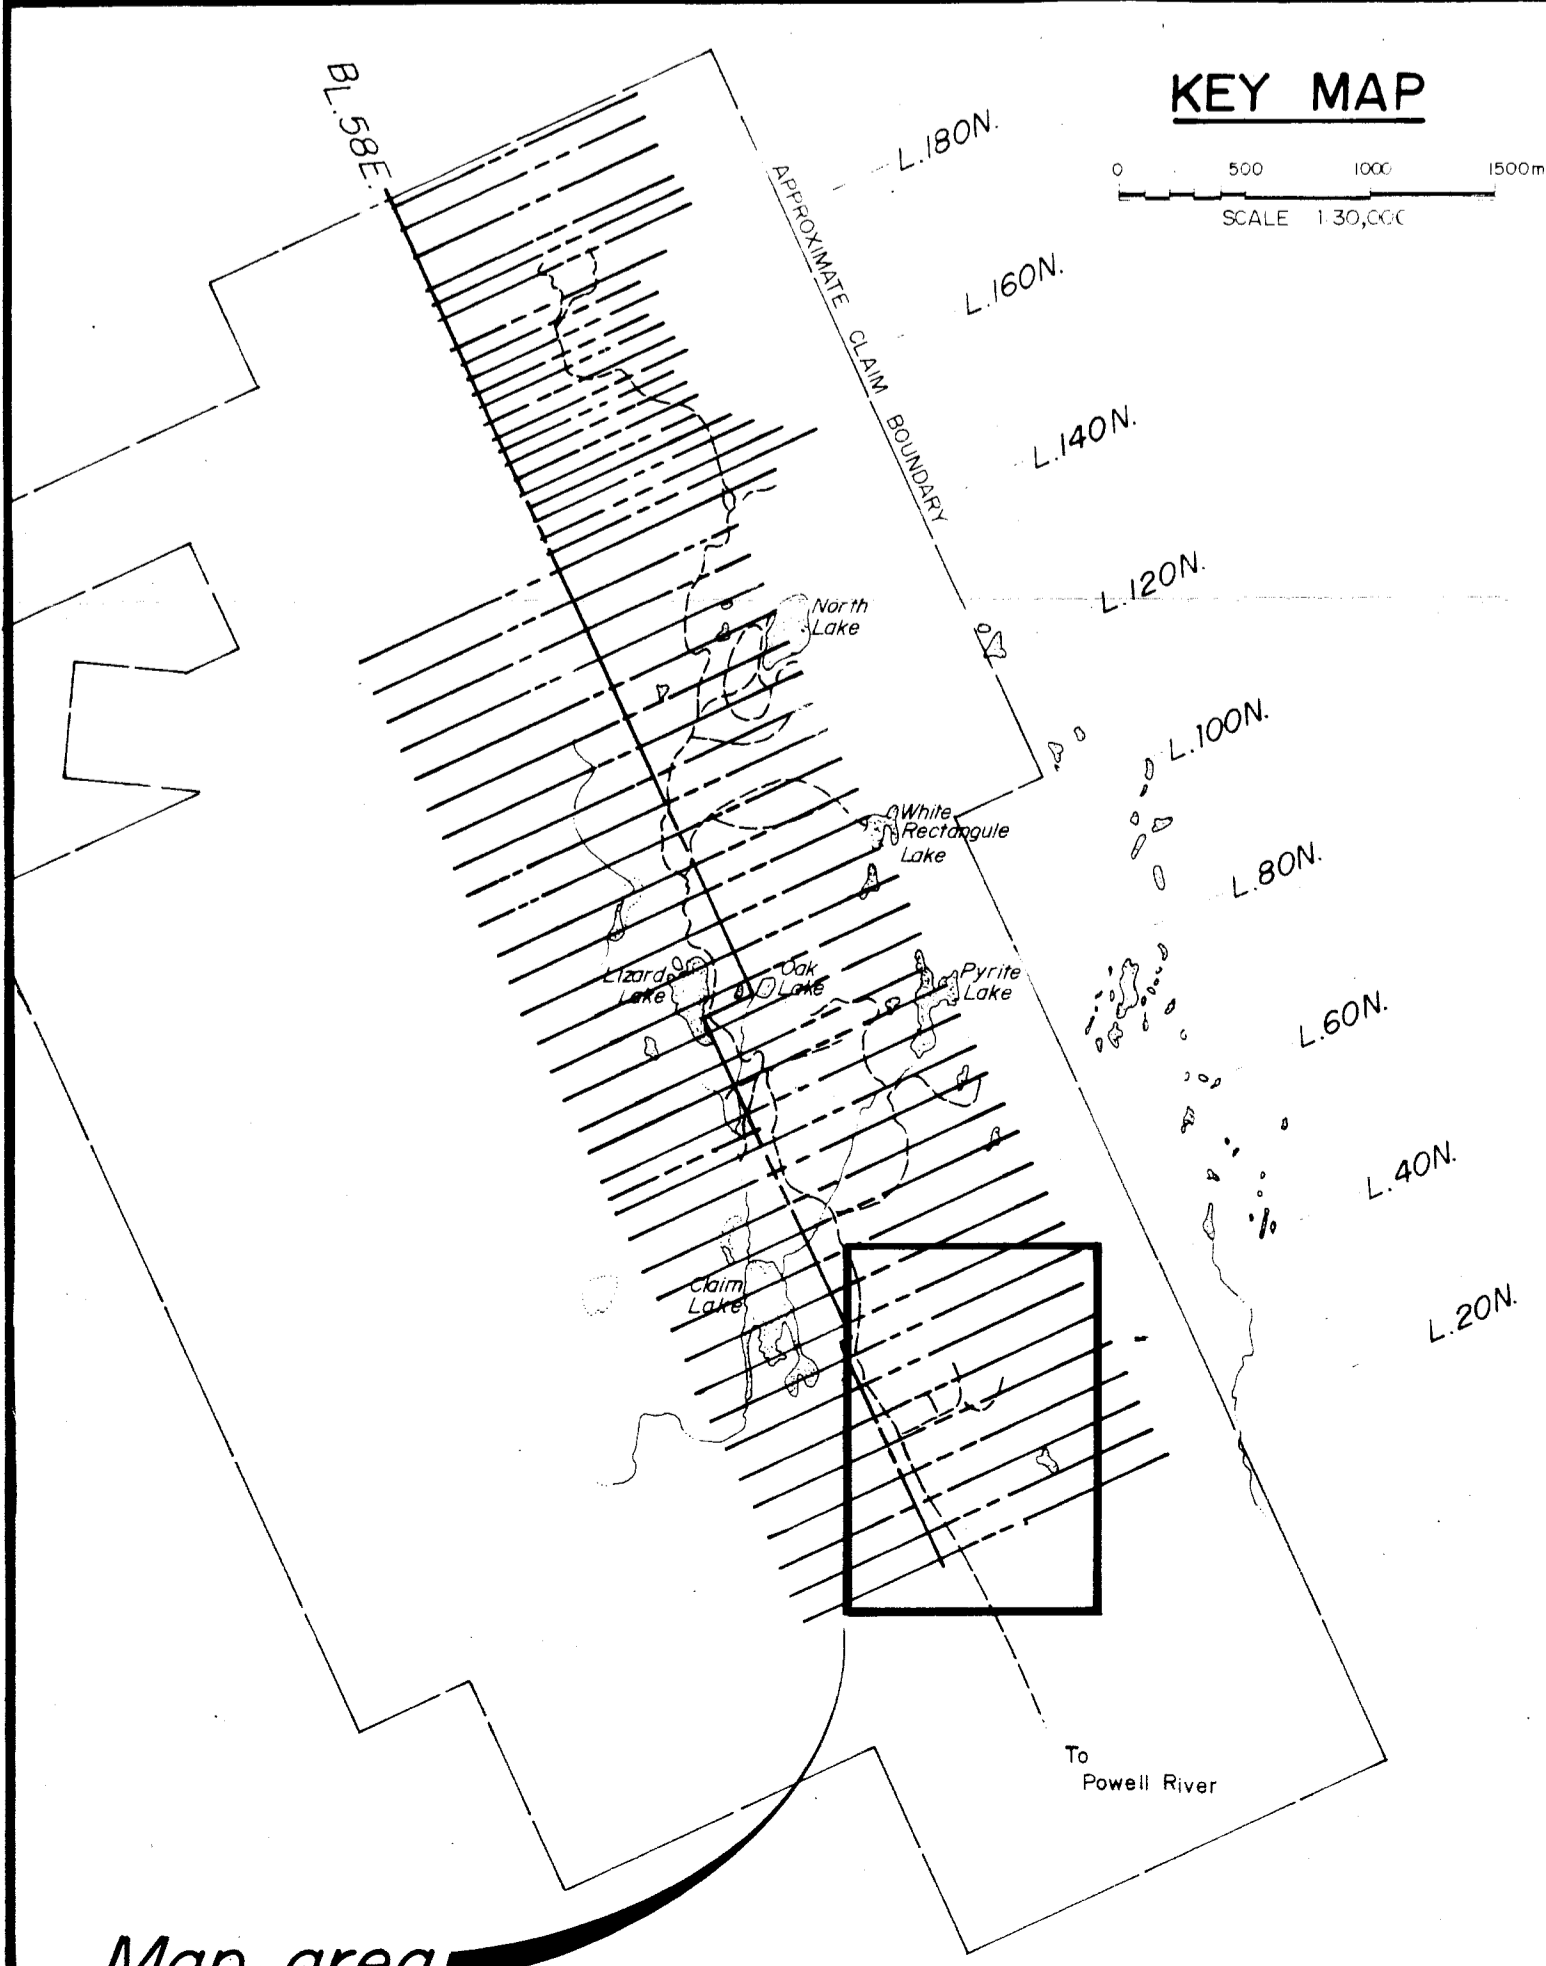 KEY MAP
0 500 1000 1500m
SCALE 1:30,000
BL.58E.
L.180N.
APPROXIMATE CLAIM BOUNDARY
L.160N.
L.140N.
L.120N.
North
Lake
L.100N.
White
Rectangule
Lake
L.80N.
Lizard
Lake
Oak
Lake
Pyrite
Lake
L.60N.
L.40N.
Claim
Lake
L.20N.
To
Powell River
Map area